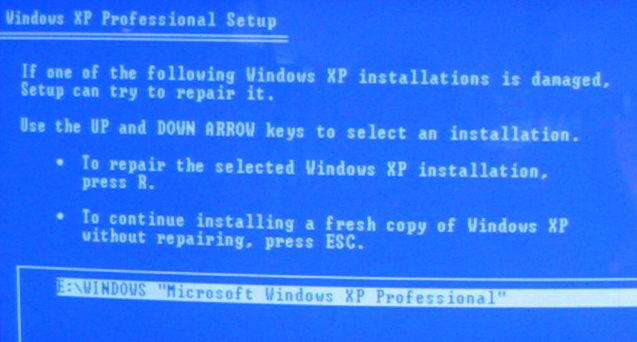 Windows XP Professional Setup
If one of the following Windows XP installations is damaged,
Setup can try to repair it.
Use the UP and DOWN ARROW keys to select an installation.
• To repair the selected Windows XP installation,
press R.
• To continue installing a fresh copy of Windows XP
without repairing, press ESC.
E:\WINDOWS "Microsoft Windows XP Professional"